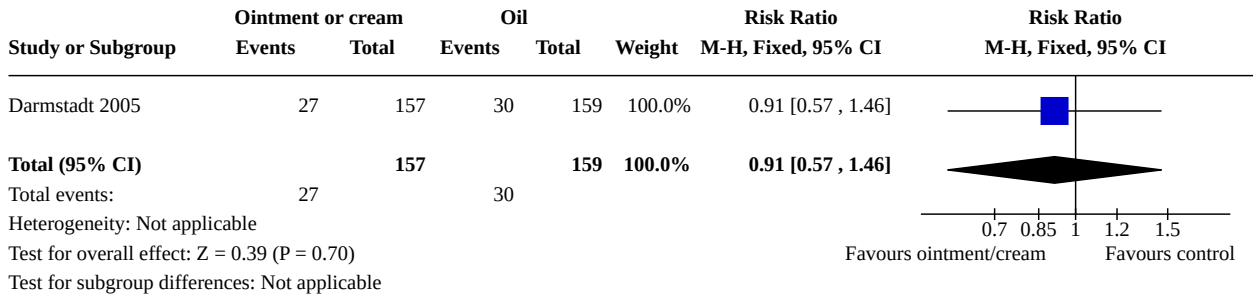 Ointment or cream Oil Risk Ratio Risk Ratio
Study or Subgroup Events Total Events Total Weight M-H, Fixed, 95% CI M-H, Fixed, 95% CI
Darmstadt 2005 27 157 30 159 100.0% 0.91 [0.57 , 1.46]
Total (95% CI) 157 159 100.0% 0.91 [0.57 , 1.46]
Total events: 27 30
Heterogeneity: Not applicable
0.7 0.85 1 1.2 1.5
Test for overall effect: Z = 0.39 (P = 0.70) Favours ointment/cream Favours control
Test for subgroup differences: Not applicable